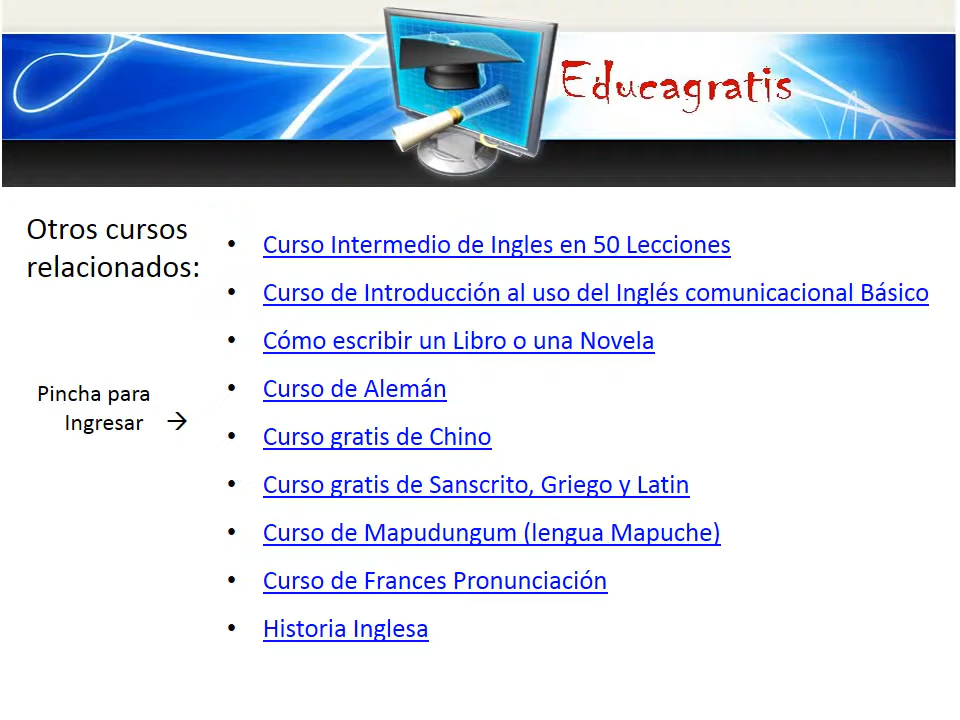 Educagratis
Otros cursos
relacionados:
Pincha para
Ingresar →
• Curso Intermedio de Ingles en 50 Lecciones
• Curso de Introducción al uso del Inglés comunicacional Básico
• Cómo escribir un Libro o una Novela
• Curso de Alemán
• Curso gratis de Chino
• Curso gratis de Sanscrito, Griego y Latin
• Curso de Mapudungum (lengua Mapuche)
• Curso de Frances Pronunciación
• Historia Inglesa